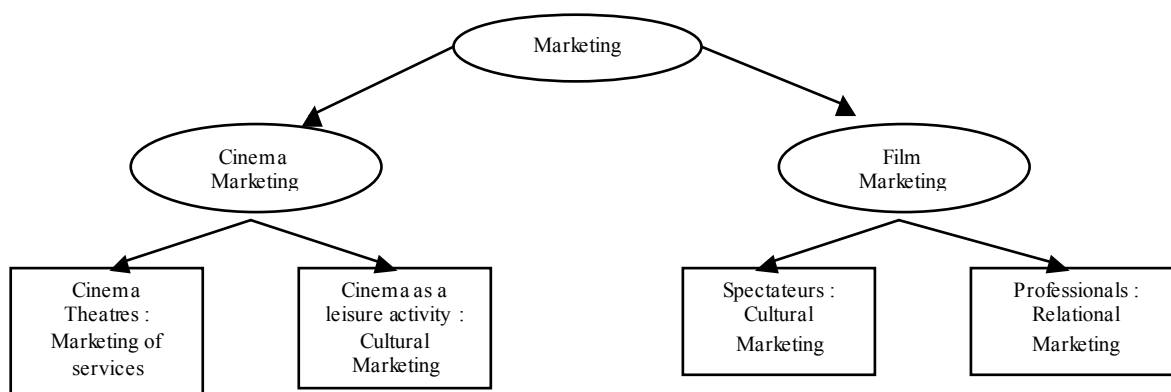 Marketing
Cinema
Marketing
Film
Marketing
Cinema
Theatres :
Marketing of
services
Cinema as a
leisure activity :
Cultural
Marketing
Spectateurs :
Cultural
Marketing
Professionals :
Relational
Marketing